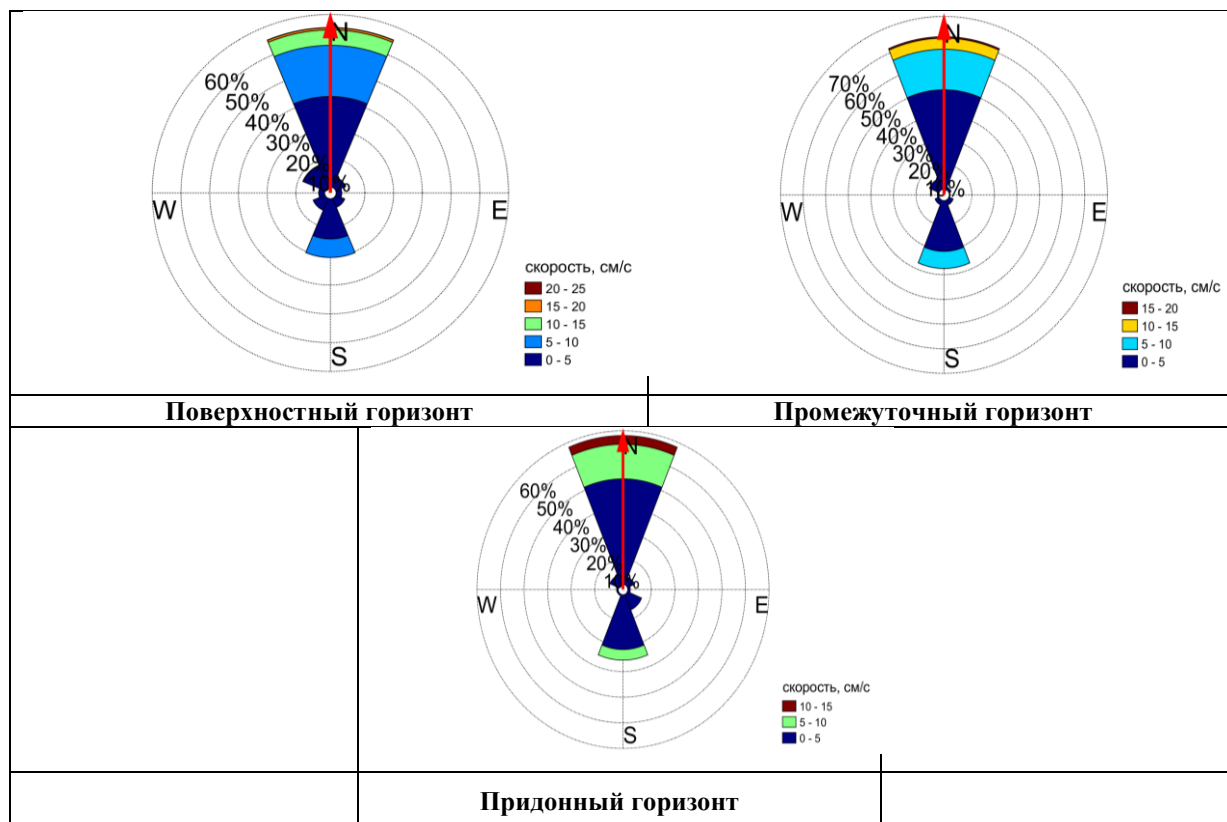 N
60%
50%
40%
30%
20%
10%
W
E
S
скорость, см/с
20 - 25
15 - 20
10 - 15
5 - 10
0 - 5
N
70%
60%
50%
40%
30%
20%
10%
W
E
S
скорость, см/с
15 - 20
10 - 15
5 - 10
0 - 5
Поверхностный горизонт
Промежуточный горизонт
N
60%
50%
40%
30%
20%
10%
W
E
S
скорость, см/с
10 - 15
5 - 10
0 - 5
Придонный горизонт